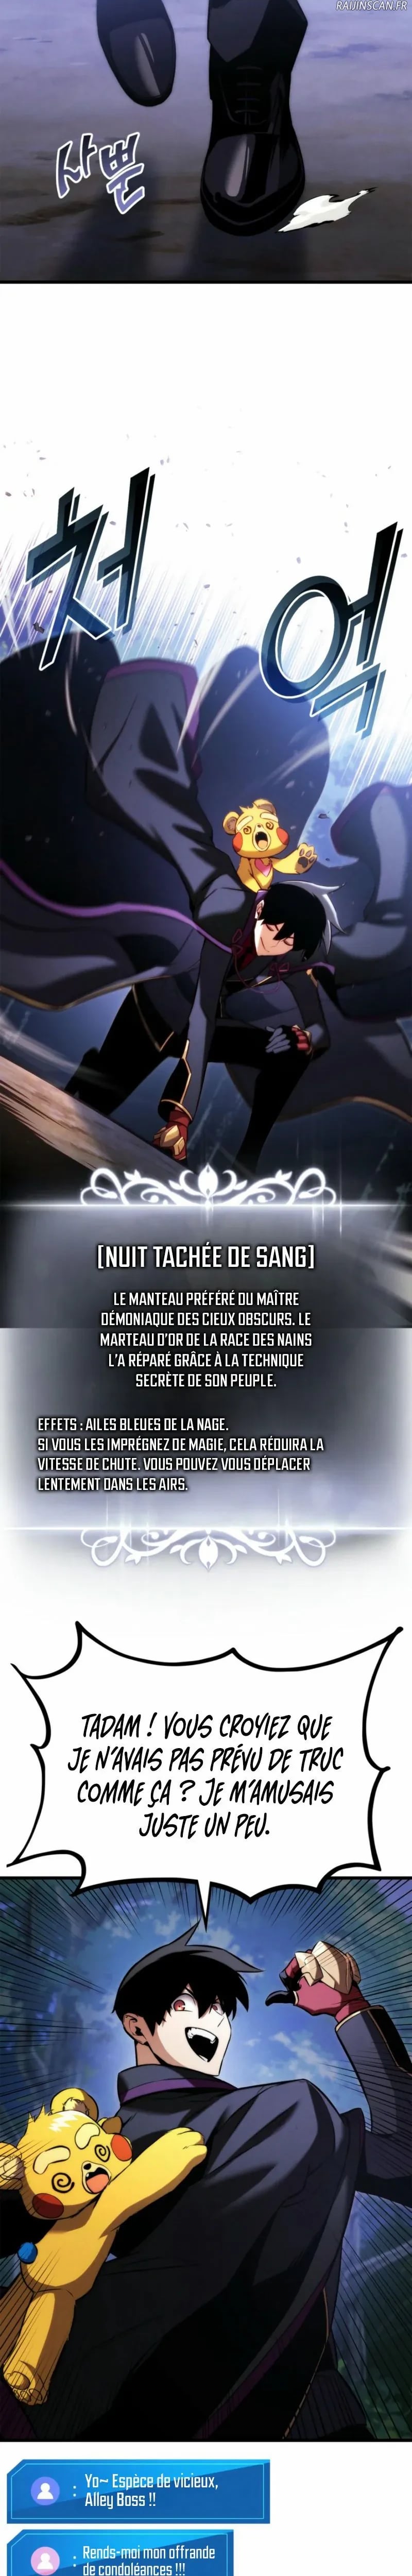 RAIJINSCAN.FR
사뿔
저
억
[NUIT TACHÉE DE SANG]
LE MANTEAU PRÉFÉRÉ DU MAÎTRE
DÉMONIAQUE DES CIEUX OBSCURS. LE
MARTEAU D'OR DE LA RACE DES NAINS
L'A RÉPARÉ GRÂCE À LA TECHNIQUE
SECRÈTE DE SON PEUPLE.
EFFETS : AILES BLEUES DE LA NAGE.
SI VOUS LES IMPRÉGNEZ DE MAGIE, CELA RÉDUIRA LA
VITESSE DE CHUTE. VOUS POUVEZ VOUS DÉPLACER
LENTEMENT DANS LES AIRS.
TADAM ! VOUS CROYIEZ QUE
JE N'AVAIS PAS PRÉVU DE TRUC
COMME ÇA ? JE M'AMUSAIS
JUSTE UN PEU.
: Yo~ Espèce de vicieux,
Alley Boss !!
: Rends-moi mon offrande
de condoléances !!!